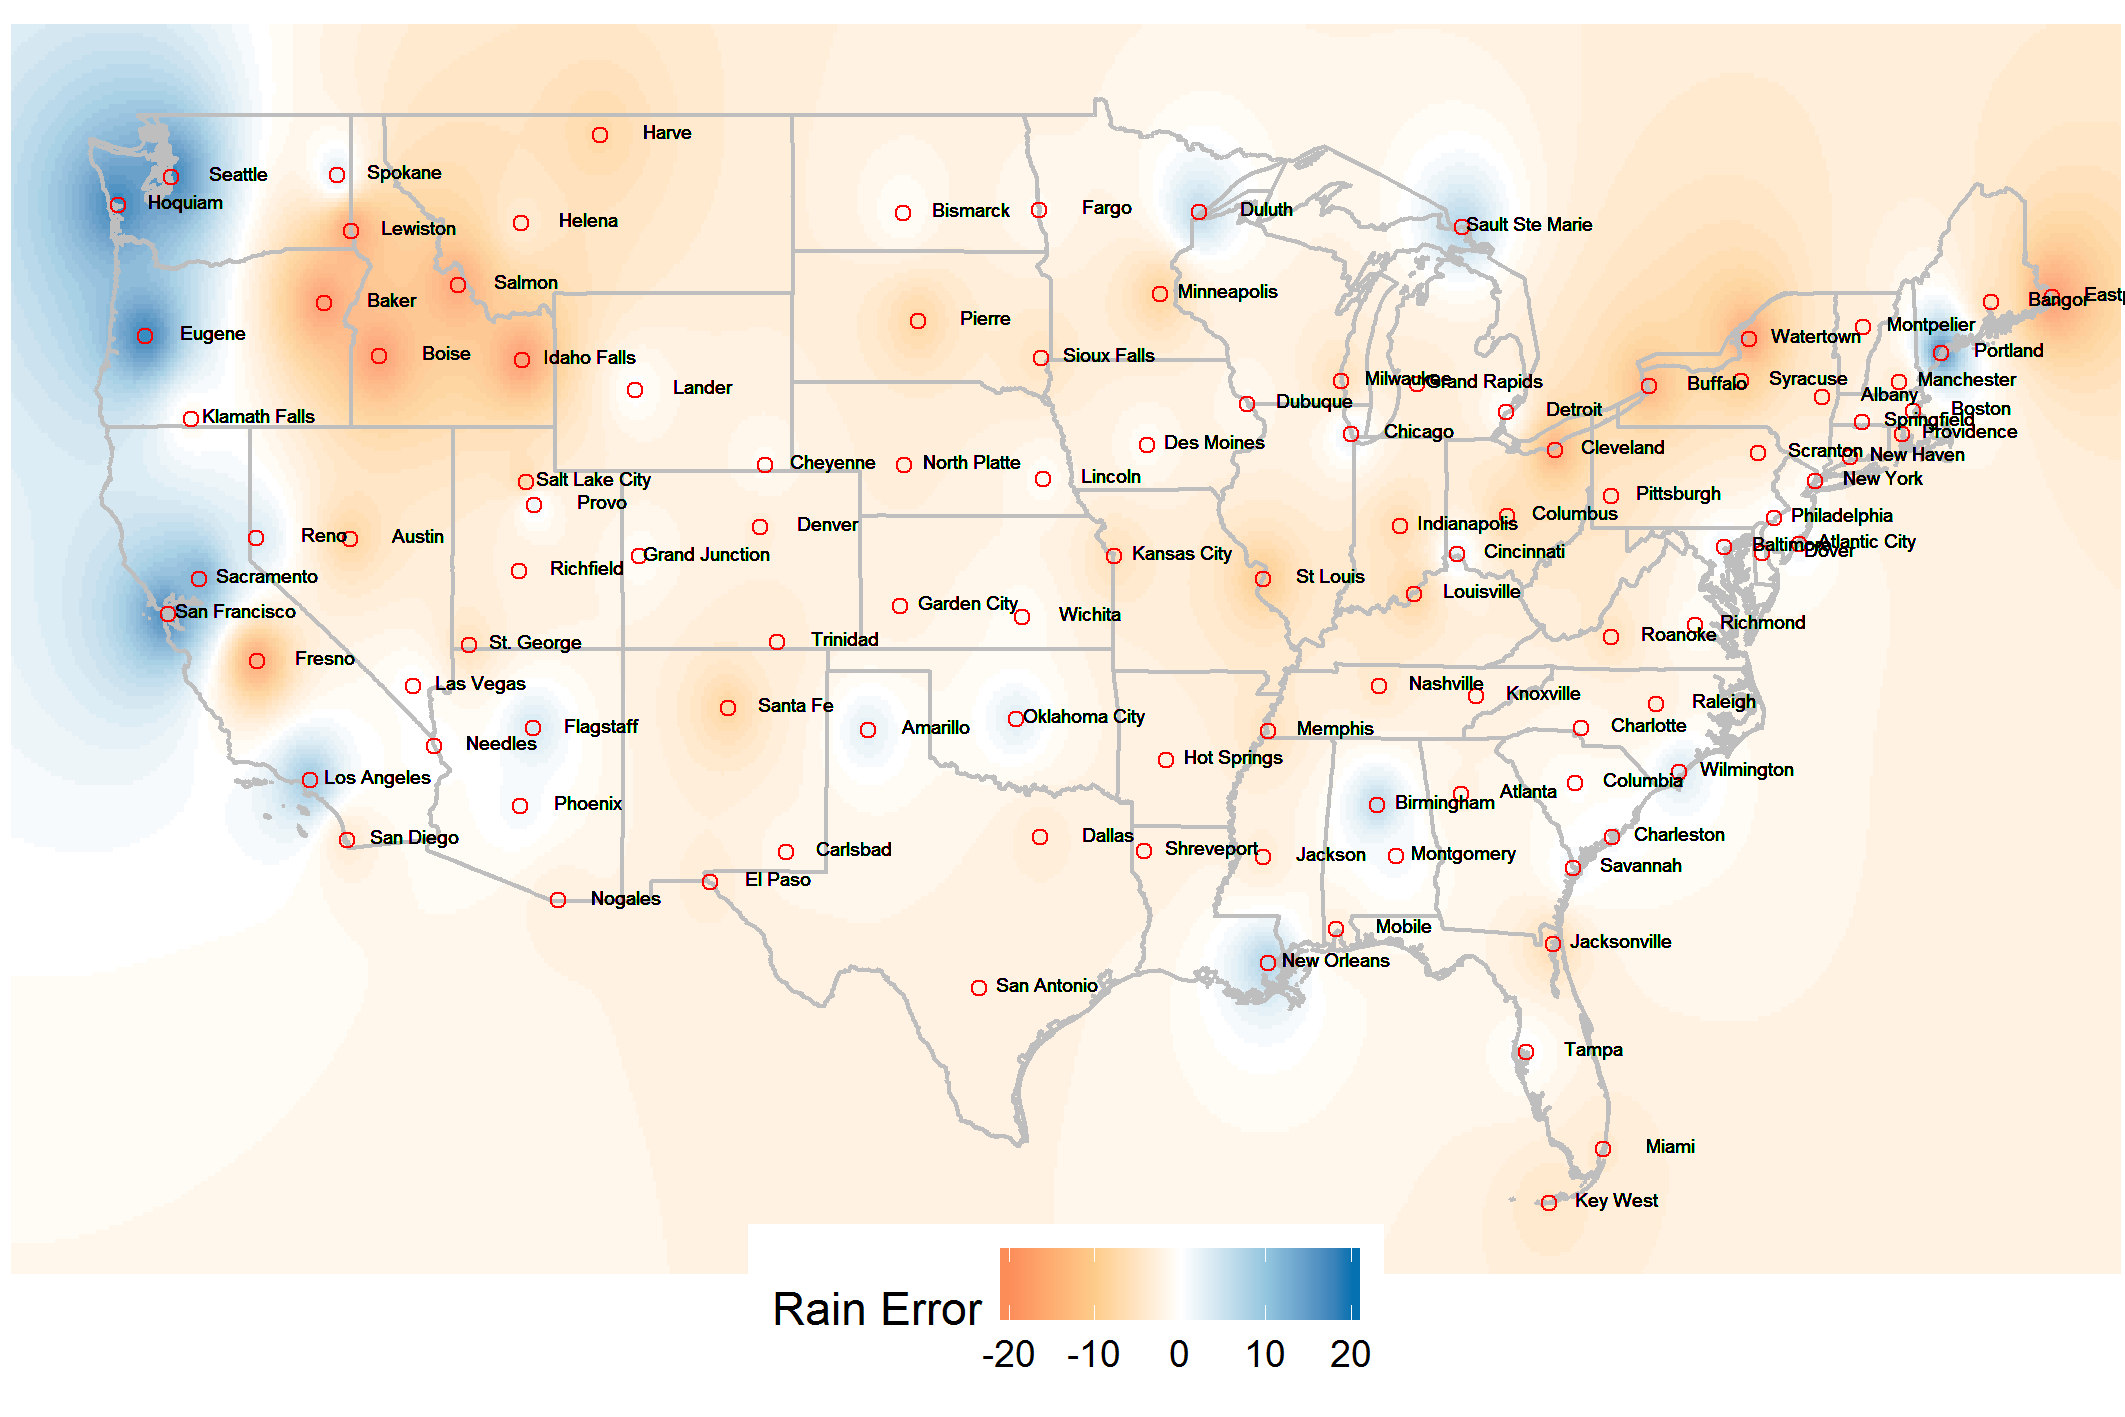 Harve
Seattle
Spokane
Hoquiam
Bismarck
Fargo
Duluth
Helena
Lewiston
Sault Ste Marie
Salmon
Minneapolis
Baker
Bangor
Pierre
Montpelier
Eugene
Watertown
Portland
Boise
Idaho Falls
Sioux Falls
Milwaukee
Grand Rapids
Buffalo
Syracuse
Manchester
Lander
Dubuque
Detroit
Albany
Boston
Klamath Falls
Springfield
Chicago
Providence
Des Moines
Cleveland
Scranton
New Haven
Cheyenne
North Platte
Salt Lake City
Lincoln
New York
Provo
Pittsburgh
Philadelphia
Denver
Indianapolis
Columbus
Reno
Austin
Baltimore
Atlantic City
Dover
Grand Junction
Kansas City
Cincinnati
Richfield
Sacramento
St Louis
Louisville
San Francisco
Garden City
Wichita
Richmond
St. George
Trinidad
Roanoke
Fresno
Las Vegas
Nashville
Knoxville
Santa Fe
Raleigh
Flagstaff
Amarillo
Oklahoma City
Memphis
Charlotte
Needles
Hot Springs
Wilmington
Los Angeles
Phoenix
Birmingham
Atlanta
Columbia
San Diego
Carlsbad
Dallas
Shreveport
Jackson
Montgomery
Charleston
Savannah
El Paso
Nogales
Mobile
Jacksonville
New Orleans
San Antonio
Tampa
Miami
Key West
Rain Error
-20 -10 0 10 20